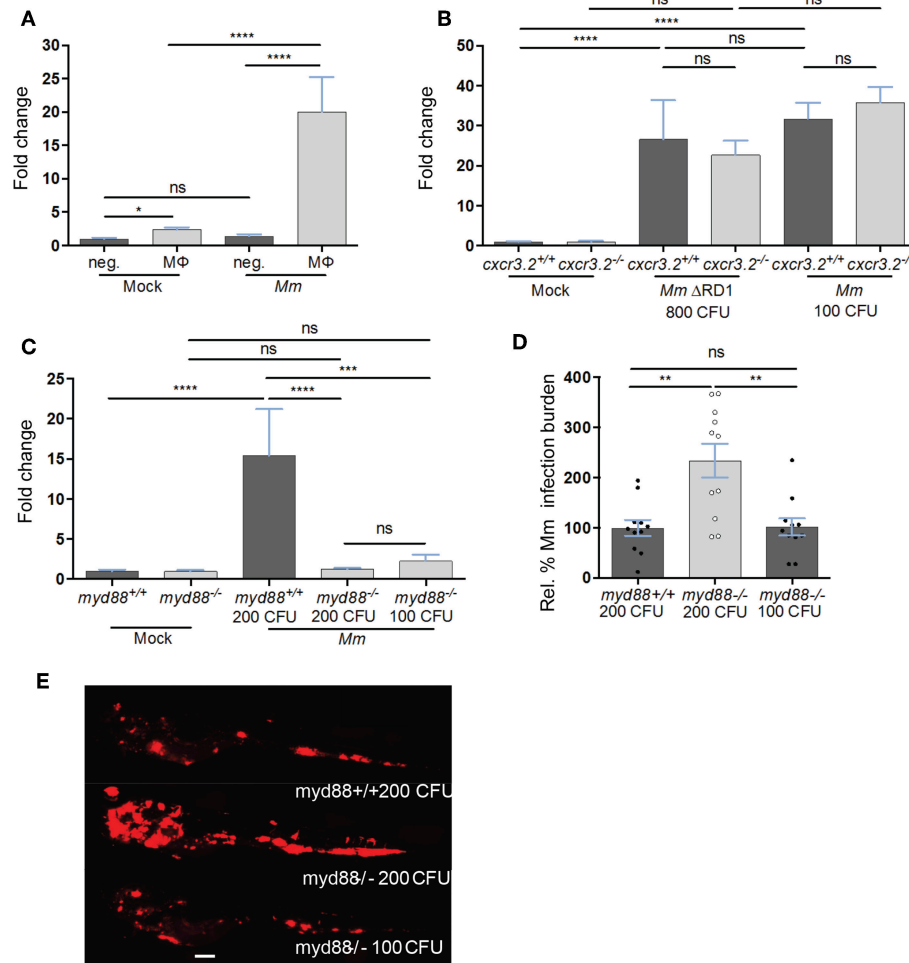 A
Fold change
30
25
20
15
10
5
0
****
****
ns
*
neg.
MΦ
neg.
MΦ
Mock
Mm
B
Fold change
50
40
30
20
10
0
ns
ns
****
****
ns
ns
ns
cxcr3.2+/+
cxcr3.2-/-
cxcr3.2+/+
cxcr3.2-/-
cxcr3.2+/+
cxcr3.2-/-
Mock
Mm ΔRD1
800 CFU
Mm
100 CFU
C
Fold change
25
20
15
10
5
0
ns
ns
***
****
****
ns
myd88+/+
myd88-/-
myd88+/+
200 CFU
myd88-/-
200 CFU
myd88-/-
100 CFU
Mock
Mm
D
Rel. % Mm infection burden
400
300
200
100
0
ns
**
**
myd88+/+
200 CFU
myd88-/-
200 CFU
myd88-/-
100 CFU
E
myd88+/+200 CFU
myd88-/- 200 CFU
myd88-/- 100 CFU